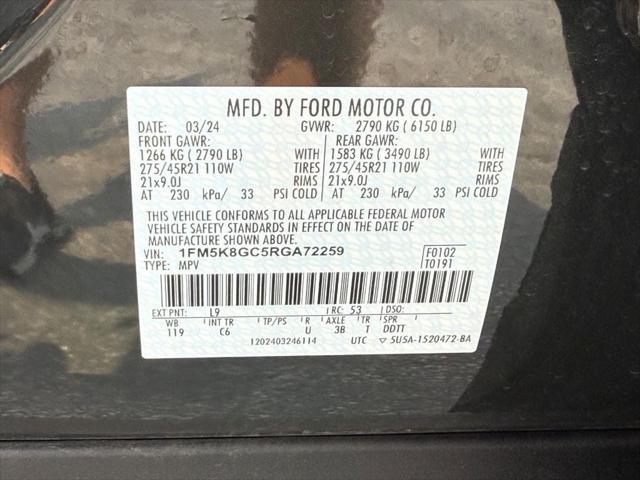 MFD. BY FORD MOTOR CO.
DATE: 03/24 GVWR: 2790 KG ( 6150 LB)
FRONT GAWR: REAR GAWR:
1266 KG ( 2790 LB) WITH 1583 KG ( 3490 LB) WITH
275/45R21 110W TIRES 275/45R21 110W TIRES
21x9.0J RIMS 21x9.0J RIMS
AT 230 kPa/ 33 PSI COLD AT 230 kPa/ 33 PSI COLD
THIS VEHICLE CONFORMS TO ALL APPLICABLE FEDERAL MOTOR
VEHICLE SAFETY STANDARDS IN EFFECT ON THE DATE OF
MANUFACTURE SHOWN ABOVE.
VIN: 1FM5K8GC5RGA72259 F0102
TYPE: MPV T0191
EXT PNT: L9 RC: 53 DSO:
WB INT TR TP/PS R AXLE TR SPR
119 C6 U 3B T DDTT
1202403246114 UTC ▽ 5U5A-1520472-BA